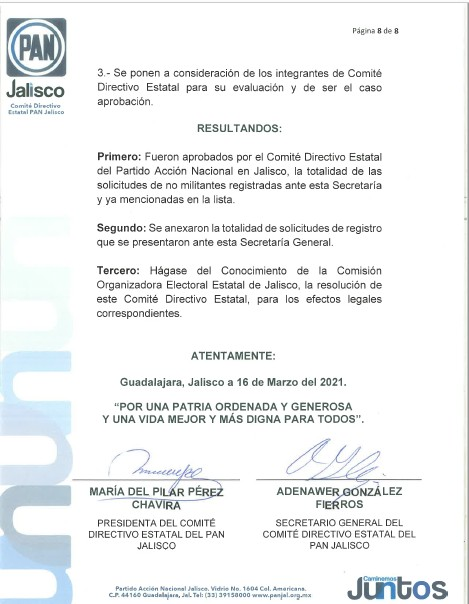 PAN
Jalisco
Comité Directivo
Estatal PAN Jalisco
Página 8 de 8
3.- Se ponen a consideración de los integrantes de Comité
Directivo Estatal para su evaluación y de ser el caso
aprobación.
RESULTANDOS:
Primero: Fueron aprobados por el Comité Directivo Estatal
del Partido Acción Nacional en Jalisco, la totalidad de las
solicitudes de no militantes registradas ante esta Secretaría
y ya mencionadas en la lista.
Segundo: Se anexaron la totalidad de solicitudes de registro
que se presentaron ante esta Secretaría General.
Tercero: Hágase del Conocimiento de la Comisión
Organizadora Electoral Estatal de Jalisco, la resolución de
este Comité Directivo Estatal, para los efectos legales
correspondientes.
ATENTAMENTE:
Guadalajara, Jalisco a 16 de Marzo del 2021.
“POR UNA PATRIA ORDENADA Y GENEROSA
Y UNA VIDA MEJOR Y MÁS DIGNA PARA TODOS”.
MARÍA DEL PILAR PÉREZ
CHAVIRA
PRESIDENTA DEL COMITÉ
DIRECTIVO ESTATAL DEL PAN
JALISCO
ADENAWER GONZÁLEZ
FIERROS
SECRETARIO GENERAL DEL
COMITÉ DIRECTIVO ESTATAL DEL
PAN JALISCO
Partido Acción Nacional Jalisco. Vidrio No. 1604 Col. Americana.
C.P. 44160 Guadalajara, Jal. Tel: (33) 39158000 www.panjal.org.mx
Caminemos
Juntos